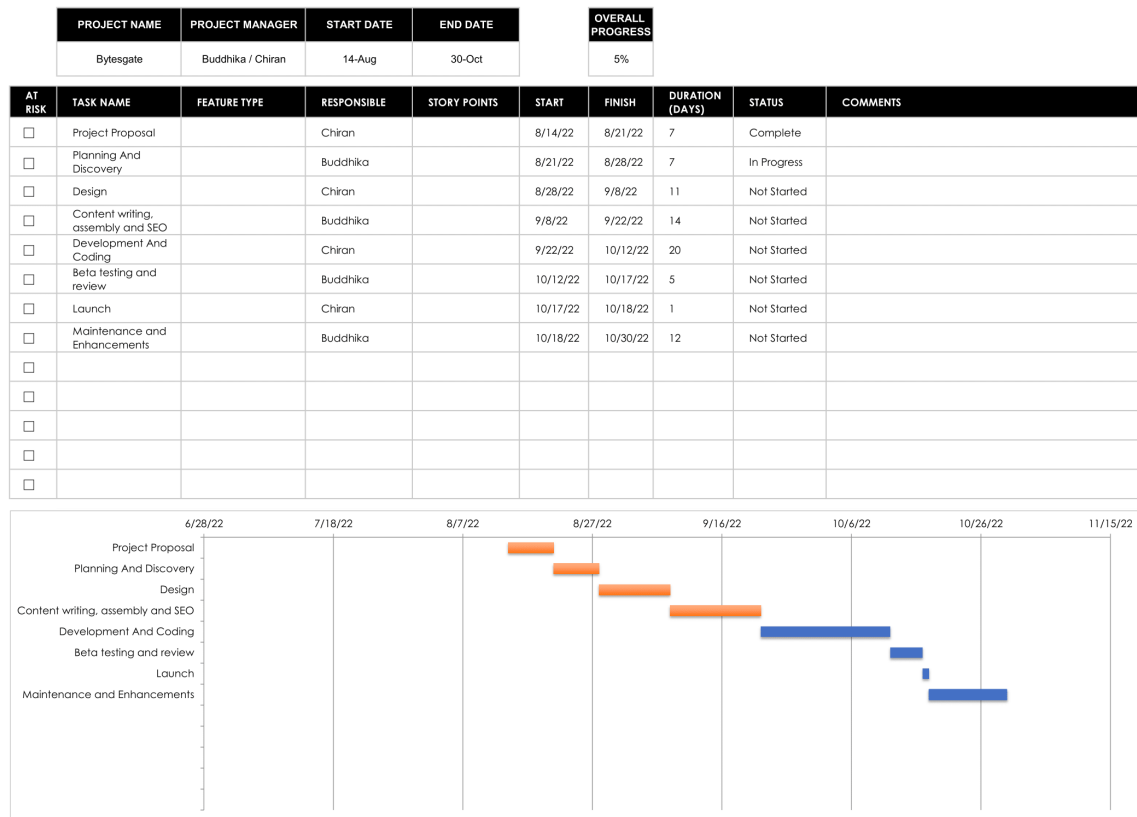 PROJECT NAME PROJECT MANAGER START DATE END DATE OVERALL PROGRESS
Bytesgate Buddhika / Chiran 14-Aug 30-Oct 5%
AT RISK TASK NAME FEATURE TYPE RESPONSIBLE STORY POINTS START FINISH DURATION (DAYS) STATUS COMMENTS
Project Proposal Chiran 8/14/22 8/21/22 7 Complete
Planning And Discovery Buddhika 8/21/22 8/28/22 7 In Progress
Design Chiran 8/28/22 9/8/22 11 Not Started
Content writing, assembly and SEO Buddhika 9/8/22 9/22/22 14 Not Started
Development And Coding Chiran 9/22/22 10/12/22 20 Not Started
Beta testing and review Buddhika 10/12/22 10/17/22 5 Not Started
Launch Chiran 10/17/22 10/18/22 1 Not Started
Maintenance and Enhancements Buddhika 10/18/22 10/30/22 12 Not Started
6/28/22 7/18/22 8/7/22 8/27/22 9/16/22 10/6/22 10/26/22 11/15/22
Project Proposal
Planning And Discovery
Design
Content writing, assembly and SEO
Development And Coding
Beta testing and review
Launch
Maintenance and Enhancements